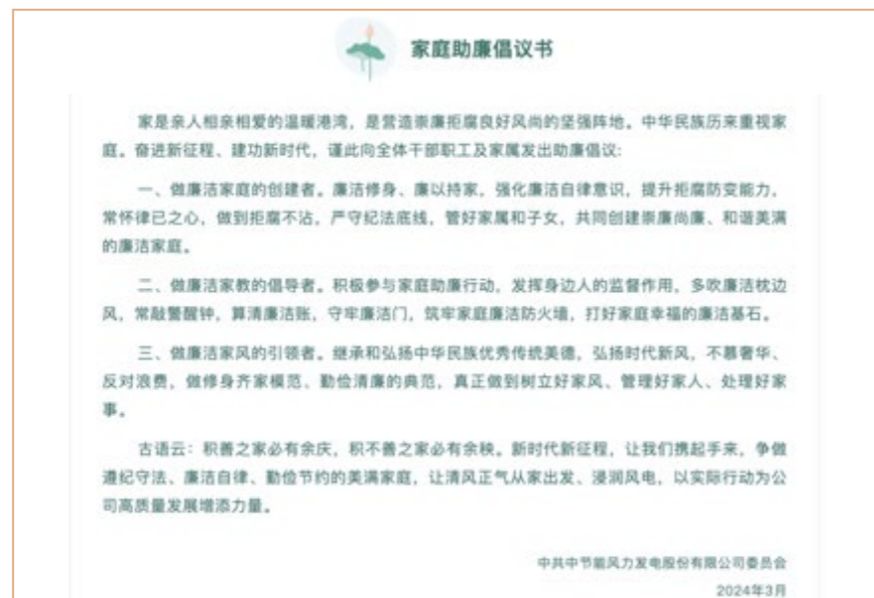 家庭助廉倡议书
家是亲人相亲相爱的温暖港湾，是营造崇廉拒腐良好风尚的坚强阵地。中华民族历来重视家
庭。奋进新征程、建功新时代，谨此向全体干部职工及家属发出助廉倡议：
一、做廉洁家庭的创建者。廉洁修身、廉以持家，强化廉洁自律意识，提升拒腐防变能力，
常怀律已之心，做到拒腐不沾，严守纪法底线，管好家属和子女，共同创建崇廉尚廉、和谐美满
的廉洁家庭。
二、做廉洁家教的倡导者。积极参与家庭助廉行动，发挥身边人的监督作用，多吹廉洁枕边
风，常敲警醒钟，算清廉洁账，守牢廉洁门，筑牢家庭廉洁防火墙，打好家庭幸福的廉洁基石。
三、做廉洁家风的引领者。继承和弘扬中华民族优秀传统美德，弘扬时代新风，不慕奢华、
反对浪费，做修身齐家模范、勤俭清廉的典范，真正做到树立好家风、管理好家人、处理好家
事。
古语云：积善之家必有余庆，积不善之家必有余秧。新时代新征程，让我们携起手来，争做
遵纪守法、廉洁自律、勤俭节约的美满家庭，让清风正气从家出发、浸润风电，以实际行动为公
司高质量发展增添力量。
中共中节能风力发电股份有限公司委员会
2024年3月